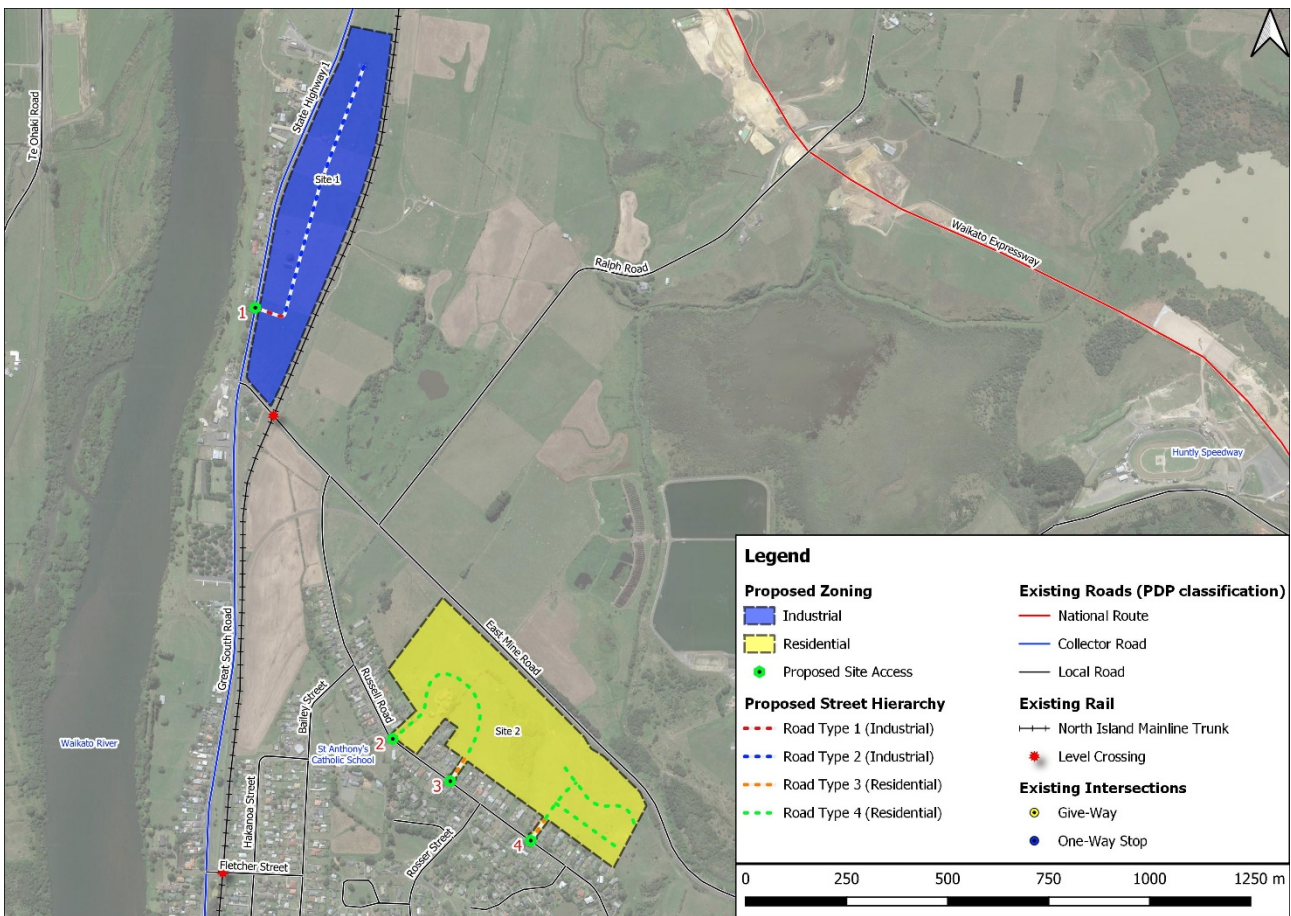 Te Ohaki Road
State Highway 1
Site 1
1
Ralph Road
Waikato Expressway
Huntly Speedway
Great South Road
East Mine Road
Russell Road
Bailey Street
Site 2
2
Waikato River
St Anthony's
Catholic School
3
Hakanoa Street
4
Rosser Street
Fletcher Street
Legend
Proposed Zoning
Industrial
Residential
Proposed Site Access
Proposed Street Hierarchy
Road Type 1 (Industrial)
Road Type 2 (Industrial)
Road Type 3 (Residential)
Road Type 4 (Residential)
Existing Roads (PDP classification)
National Route
Collector Road
Local Road
Existing Rail
North Island Mainline Trunk
Level Crossing
Existing Intersections
Give-Way
One-Way Stop
0 250 500 750 1000 1250 m